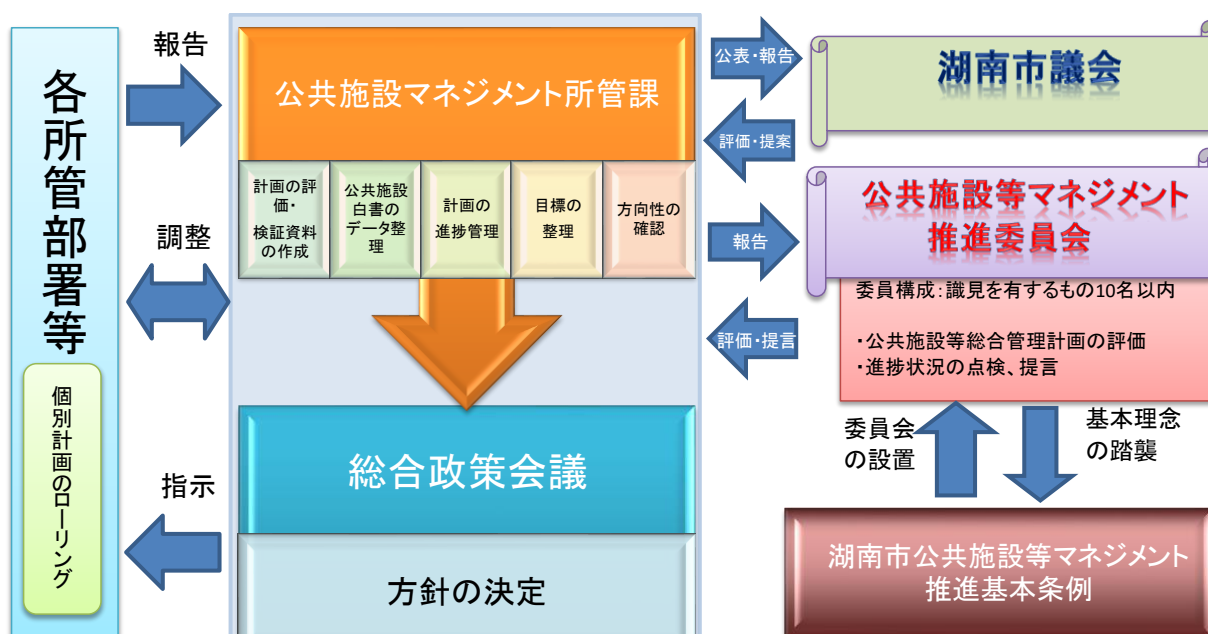 各所管部署等
個別計画のローリング
報告
調整
指示
公共施設マネジメント所管課
計画の評
価・
検証資料
の作成
公共施設
白書の
データ整
理
計画の
進捗管理
目標の
整理
方向性の
確認
総合政策会議
方針の決定
公表・報告
評価・提案
報告
評価・提言
湖南市議会
公共施設等マネジメント
推進委員会
委員構成：識見を有するもの10名以内
・公共施設等総合管理計画の評価
・進捗状況の点検、提言
委員会
の設置
基本理念
の踏襲
湖南市公共施設等マネジメント
推進基本条例